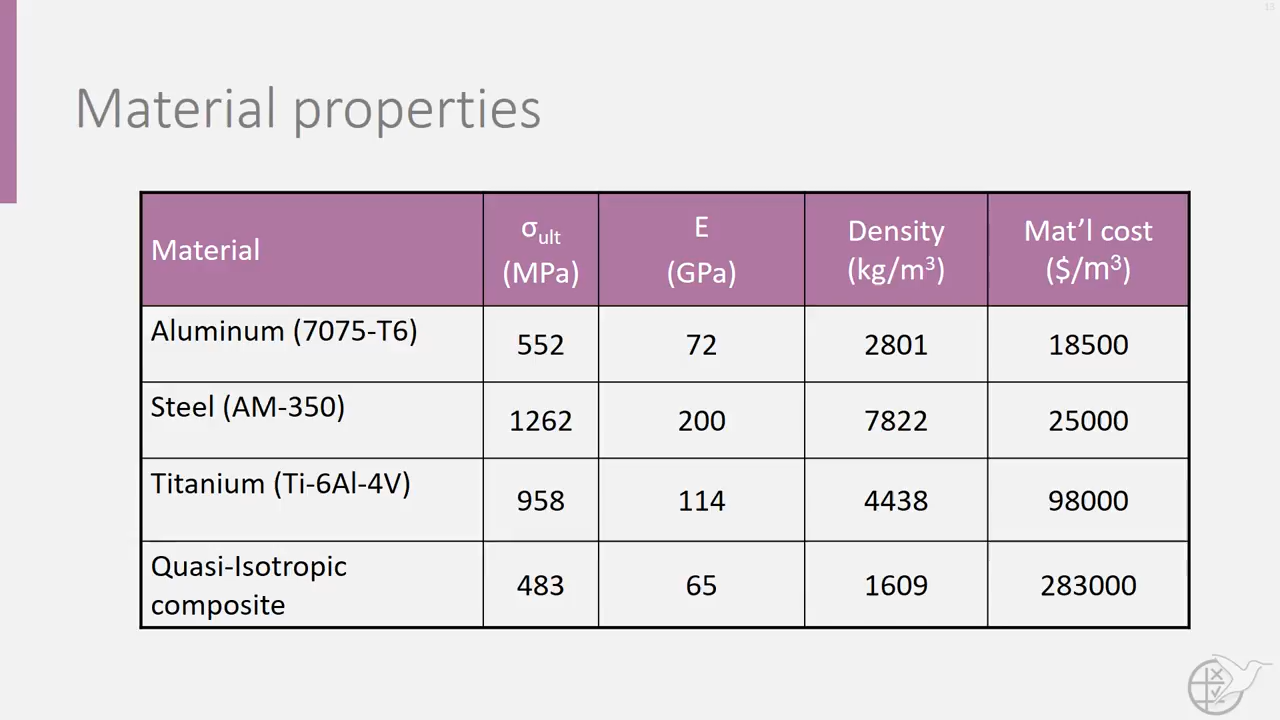 13
Material properties
Material
σult
(MPa)
E
(GPa)
Density
(kg/m³)
Mat’l cost
($/m³)
Aluminum (7075-T6)
552
72
2801
18500
Steel (AM-350)
1262
200
7822
25000
Titanium (Ti-6Al-4V)
958
114
4438
98000
Quasi-Isotropic
composite
483
65
1609
283000